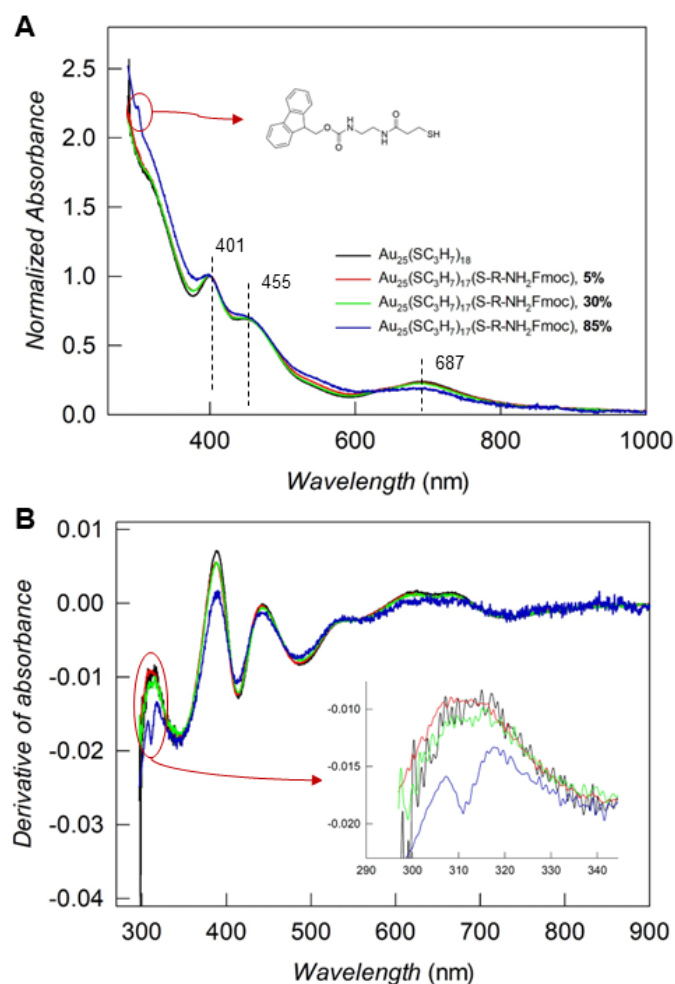 A
Normalized Absorbance
2.5
2.0
1.5
1.0
0.5
0.0
O
O
N
H
H
N
O
SH
401
455
687
Au25(SC3H7)18
Au25(SC3H7)17(S-R-NH2Fmoc), 5%
Au25(SC3H7)17(S-R-NH2Fmoc), 30%
Au25(SC3H7)17(S-R-NH2Fmoc), 85%
400 600 800 1000
Wavelength (nm)
B
Derivative of absorbance
0.01
0.00
-0.01
-0.02
-0.03
-0.04
-0.010
-0.015
-0.020
290 300 310 320 330 340
300 400 500 600 700 800 900
Wavelength (nm)